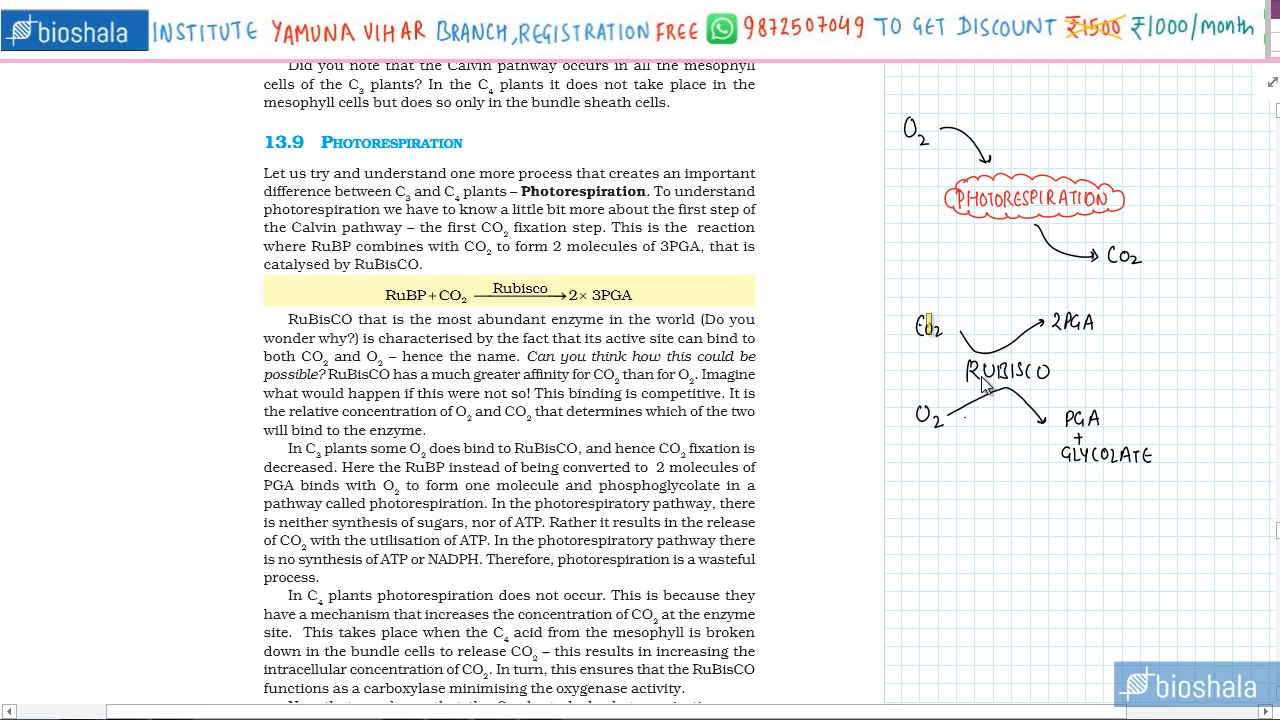 bioshala INSTITUTE YAMUNA VIHAR BRANCH, REGISTRATION FREE 9872507049 TO GET DISCOUNT ₹1500 ₹1000/month
Did you note that the Calvin pathway occurs in all the mesophyll
cells of the C3 plants? In the C4 plants it does not take place in the
mesophyll cells but does so only in the bundle sheath cells.
13.9 PHOTORESPIRATION
Let us try and understand one more process that creates an important
difference between C3 and C4 plants – Photorespiration. To understand
photorespiration we have to know a little bit more about the first step of
the Calvin pathway – the first CO2 fixation step. This is the reaction
where RuBP combines with CO2 to form 2 molecules of 3PGA, that is
catalysed by RuBisCO.
Rubisco
RuBP + CO2 → 2× 3PGA
RuBisCO that is the most abundant enzyme in the world (Do you
wonder why?) is characterised by the fact that its active site can bind to
both CO2 and O2 – hence the name. Can you think how this could be
possible? RuBisCO has a much greater affinity for CO2 than for O2. Imagine
what would happen if this were not so! This binding is competitive. It is
the relative concentration of O2 and CO2 that determines which of the two
will bind to the enzyme.
In C3 plants some O2 does bind to RuBisCO, and hence CO2 fixation is
decreased. Here the RuBP instead of being converted to 2 molecules of
PGA binds with O2 to form one molecule and phosphoglycolate in a
pathway called photorespiration. In the photorespiratory pathway, there
is neither synthesis of sugars, nor of ATP. Rather it results in the release
of CO2 with the utilisation of ATP. In the photorespiratory pathway there
is no synthesis of ATP or NADPH. Therefore, photorespiration is a wasteful
process.
In C4 plants photorespiration does not occur. This is because they
have a mechanism that increases the concentration of CO2 at the enzyme
site. This takes place when the C4 acid from the mesophyll is broken
down in the bundle cells to release CO2 – this results in increasing the
intracellular concentration of CO2. In turn, this ensures that the RuBisCO
functions as a carboxylase minimising the oxygenase activity.
O2
PHOTORESPIRATION
CO2
CO2 2PGA
RUBISCO
O2 PGA
+
GLYCOLATE
bioshala